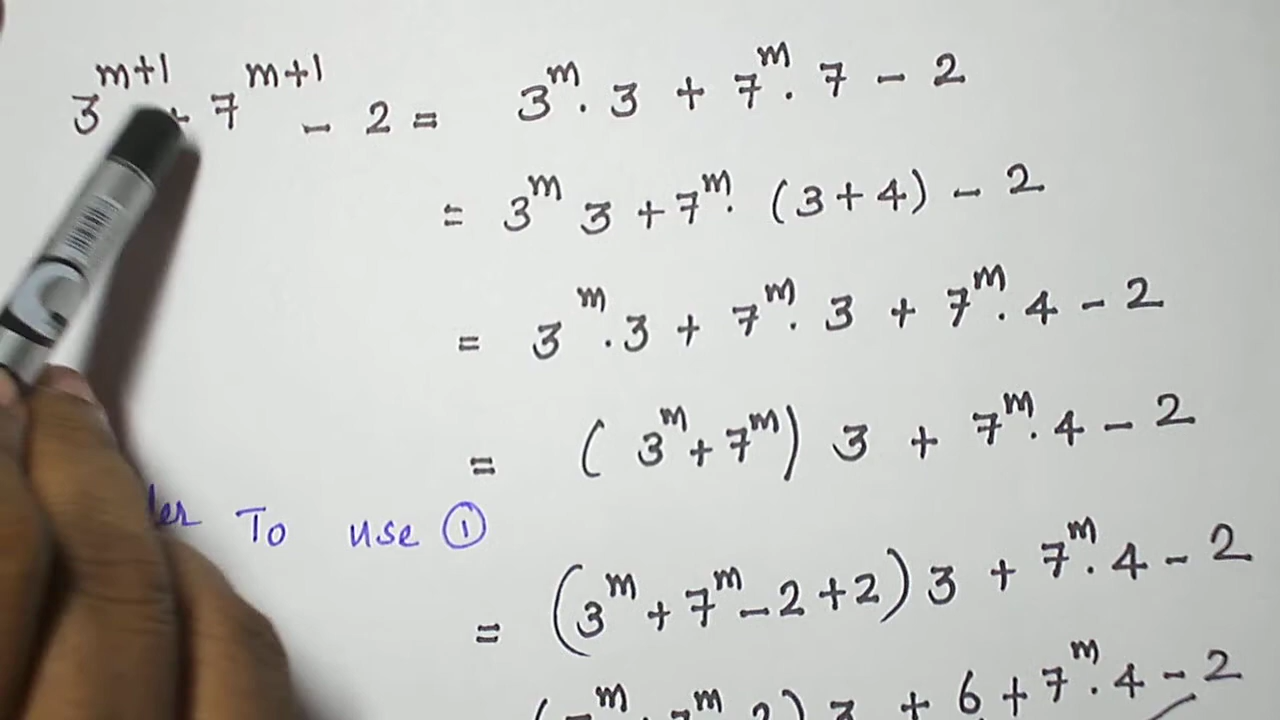 3^{m+1} + 7^{m+1} - 2 = 3^m . 3 + 7^m . 7 - 2
= 3^m 3 + 7^m . (3 + 4) - 2
= 3^m . 3 + 7^m . 3 + 7^m . 4 - 2
= (3^m + 7^m) 3 + 7^m . 4 - 2
To use ①
= (3^m + 7^m - 2 + 2) 3 + 7^m . 4 - 2
3 + 6 + 7^m . 4 - 2